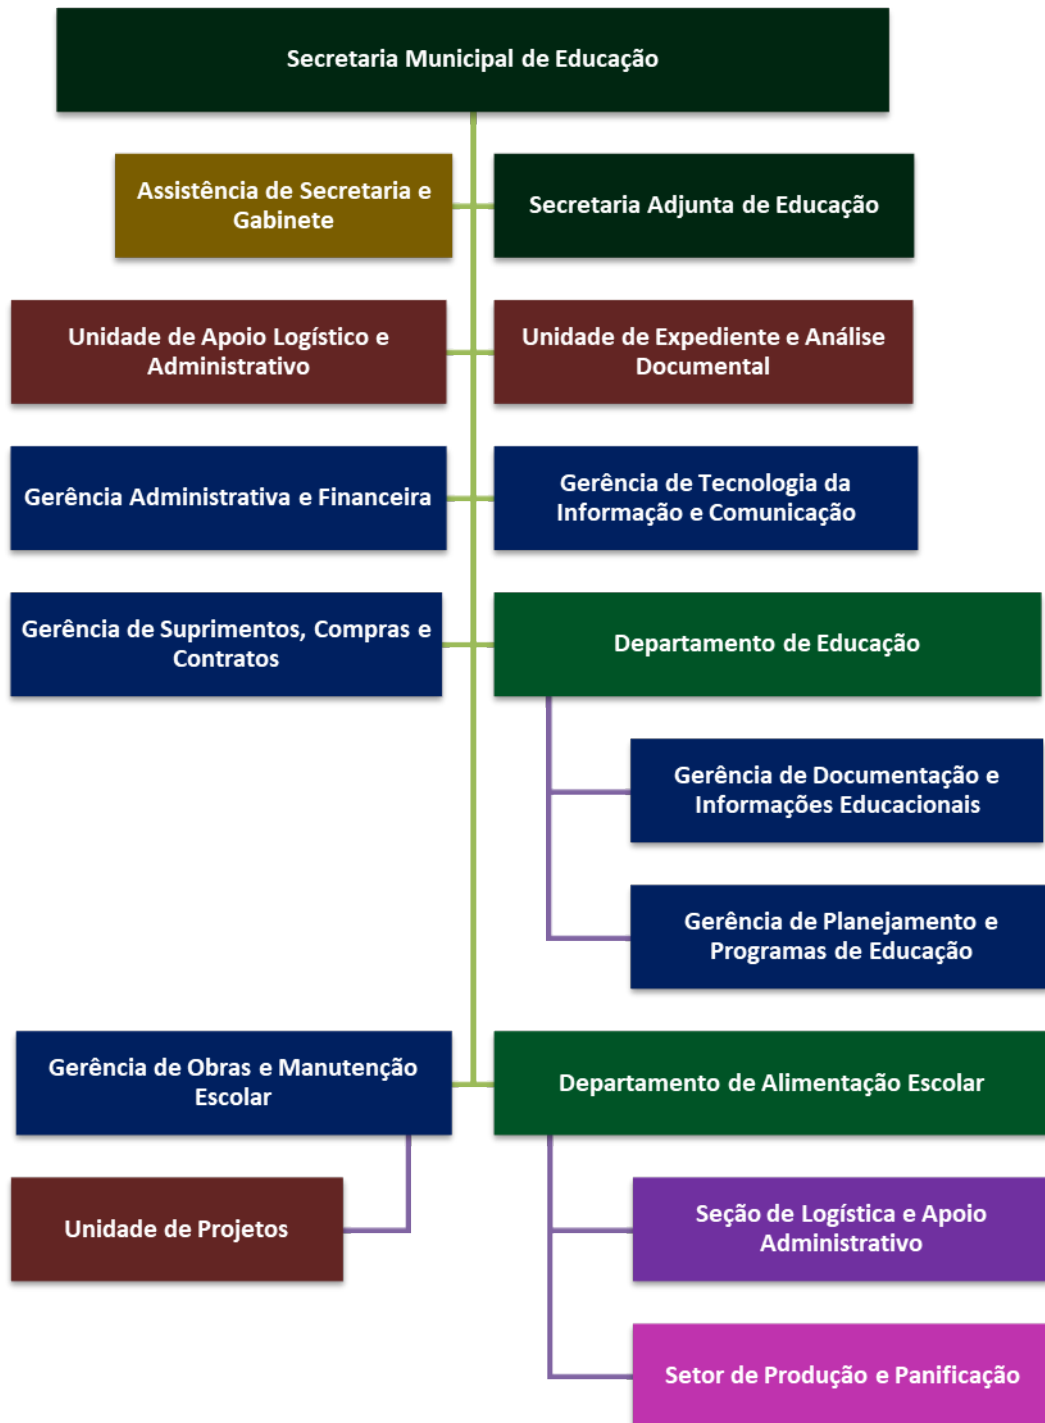 Secretaria Municipal de Educação
Assistência de Secretaria e
Gabinete
Secretaria Adjunta de Educação
Unidade de Apoio Logístico e
Administrativo
Unidade de Expediente e Análise
Documental
Gerência Administrativa e Financeira
Gerência de Tecnologia da
Informação e Comunicação
Gerência de Suprimentos, Compras e
Contratos
Departamento de Educação
Gerência de Documentação e
Informações Educacionais
Gerência de Planejamento e
Programas de Educação
Gerência de Obras e Manutenção
Escolar
Departamento de Alimentação Escolar
Unidade de Projetos
Seção de Logística e Apoio
Administrativo
Setor de Produção e Panificação